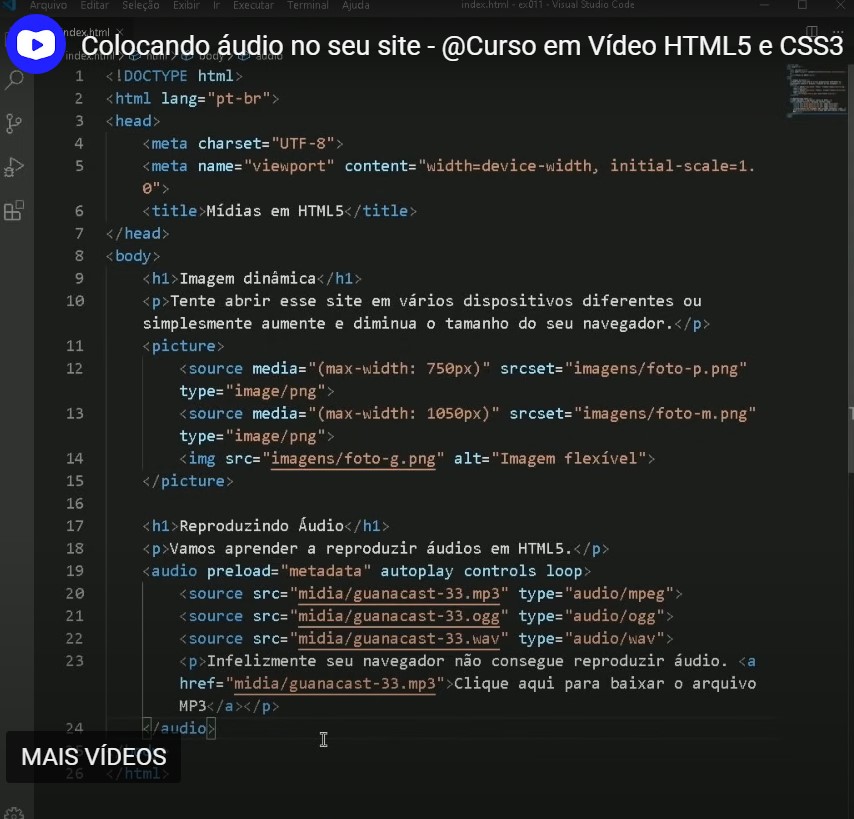 Arquivo Editar Seleção Exibir Ir Executar Terminal Ajuda index.html - ex011 - Visual Studio Code
index.html
Colocando áudio no seu site - @Curso em Vídeo HTML5 e CSS3
index.html html body audio
1 <!DOCTYPE html>
2 <html lang="pt-br">
3 <head>
4 <meta charset="UTF-8">
5 <meta name="viewport" content="width=device-width, initial-scale=1.
0">
6 <title>Mídias em HTML5</title>
7 </head>
8 <body>
9 <h1>Imagem dinâmica</h1>
10 <p>Tente abrir esse site em vários dispositivos diferentes ou
simplesmente aumente e diminua o tamanho do seu navegador.</p>
11 <picture>
12 <source media="(max-width: 750px)" srcset="imagens/foto-p.png"
type="image/png">
13 <source media="(max-width: 1050px)" srcset="imagens/foto-m.png"
type="image/png">
14 <img src="imagens/foto-g.png" alt="Imagem flexível">
15 </picture>
16
17 <h1>Reproduzindo Áudio</h1>
18 <p>Vamos aprender a reproduzir áudios em HTML5.</p>
19 <audio preload="metadata" autoplay controls loop>
20 <source src="midia/guanacast-33.mp3" type="audio/mpeg">
21 <source src="midia/guanacast-33.ogg" type="audio/ogg">
22 <source src="midia/guanacast-33.wav" type="audio/wav">
23 <p>Infelizmente seu navegador não consegue reproduzir áudio. <a
href="midia/guanacast-33.mp3">Clique aqui para baixar o arquivo
MP3</a></p>
24 </audio>
MAIS VÍDEOS
26 </html>